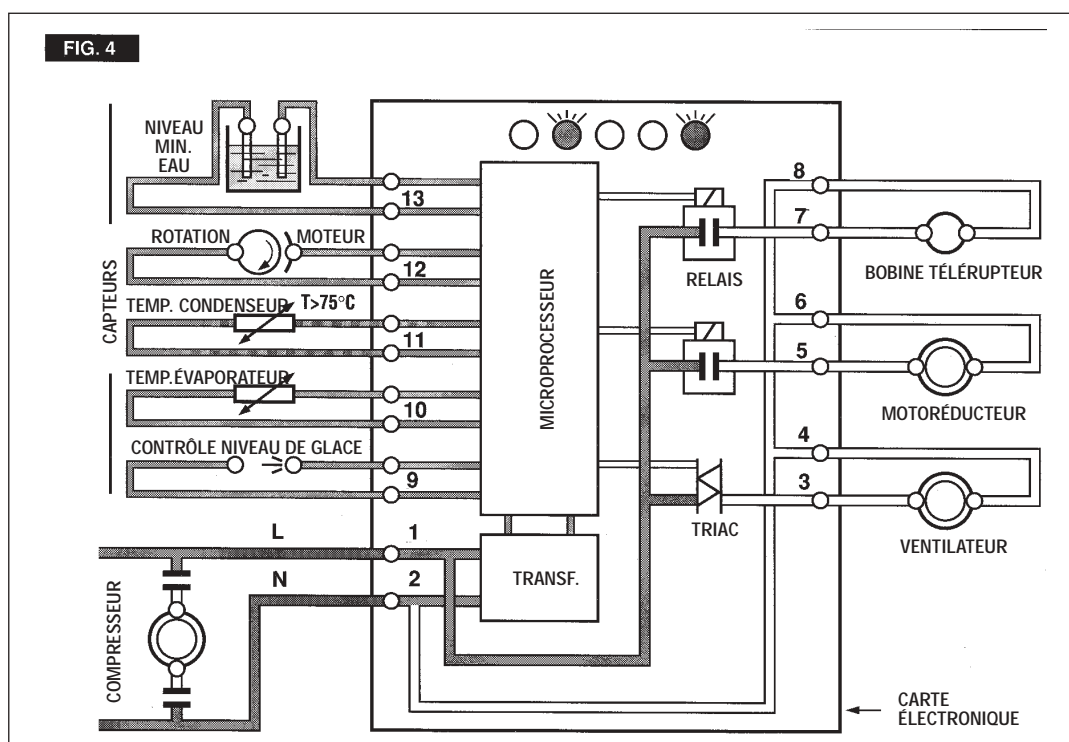 FIG. 4
NIVEAU
MIN.
EAU
13
ROTATION
MOTEUR
12
TEMP. CONDENSEUR
T>75°C
11
TEMP.ÉVAPORATEUR
10
CONTRÔLE NIVEAU DE GLACE
9
CAPTEURS
L
1
N
2
COMPRESSEUR
MICROPROCESSEUR
TRANSF.
RELAIS
TRIAC
8
7
BOBINE TÉLÉRUPTEUR
6
5
MOTORÉDUCTEUR
4
3
VENTILATEUR
CARTE
ÉLECTRONIQUE